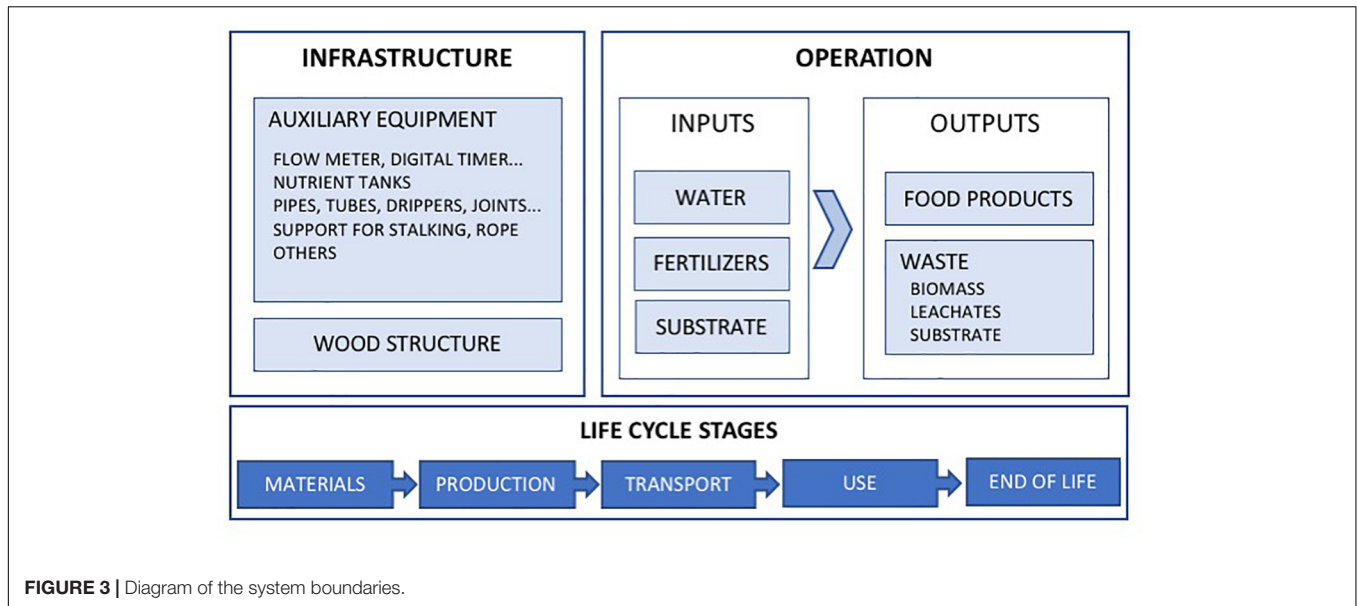 INFRASTRUCTURE
AUXILIARY EQUIPMENT
FLOW METER, DIGITAL TIMER...
NUTRIENT TANKS
PIPES, TUBES, DRIPPERS, JOINTS...
SUPPORT FOR STALKING, ROPE
OTHERS
WOOD STRUCTURE
OPERATION
INPUTS
WATER
FERTILIZERS
SUBSTRATE
OUTPUTS
FOOD PRODUCTS
WASTE
BIOMASS
LEACHATES
SUBSTRATE
LIFE CYCLE STAGES
MATERIALS
PRODUCTION
TRANSPORT
USE
END OF LIFE
FIGURE 3 | Diagram of the system boundaries.